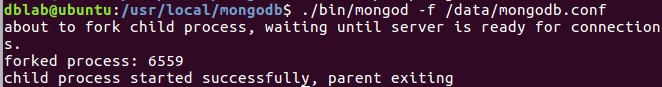 dblab@ubuntu:/usr/local/mongodb$ ./bin/mongod -f /data/mongodb.conf
about to fork child process, waiting until server is ready for connection
s.
forked process: 6559
child process started successfully, parent exiting